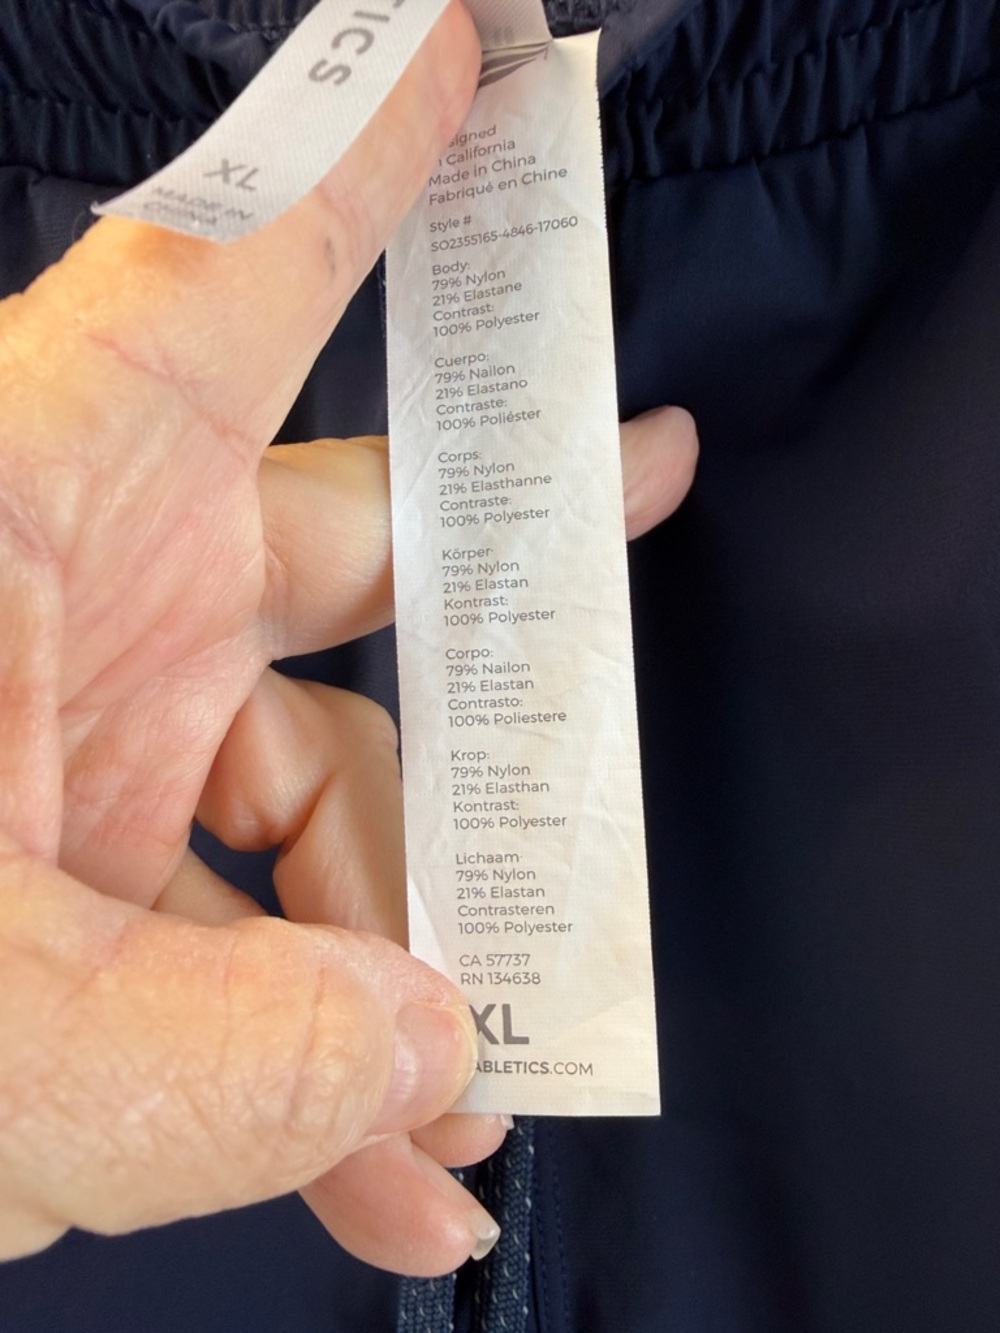 TICS
XL
MADE IN
CHINA
signed
California
Made in China
Fabriqué en Chine
Style #
SO2355165-4846-17060
Body:
79% Nylon
21% Elastane
Contrast:
100% Polyester
Cuerpo:
79% Nailon
21% Elastano
Contraste:
100% Poliéster
Corps:
79% Nylon
21% Elasthanne
Contraste:
100% Polyester
Körper:
79% Nylon
21% Elastan
Kontrast:
100% Polyester
Corpo:
79% Nailon
21% Elastan
Contrasto:
100% Poliestere
Krop:
79% Nylon
21% Elasthan
Kontrast:
100% Polyester
Lichaam:
79% Nylon
21% Elastan
Contrasteren
100% Polyester
CA 57737
RN 134638
XL
ABLETICS.COM